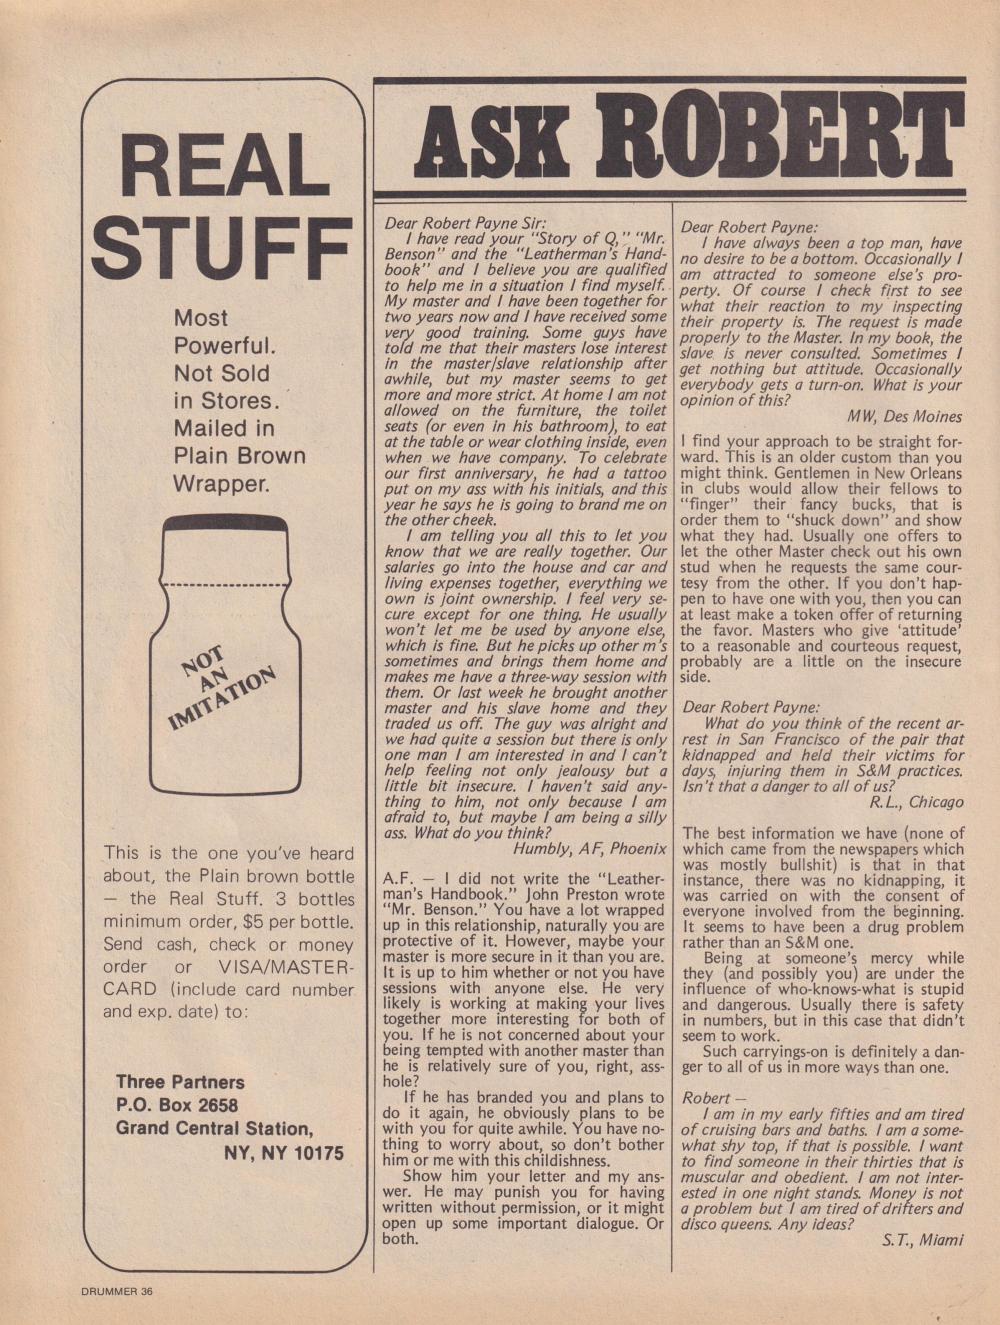 REAL
STUFF
Most
Powerful.
Not Sold
in Stores.
Mailed in
Plain Brown
Wrapper.
NOT
AN
IMITATION
This is the one you've heard
about, the Plain brown bottle
— the Real Stuff. 3 bottles
minimum order, $5 per bottle.
Send cash, check or money
order or VISA/MASTER-
CARD (include card number
and exp. date) to:
Three Partners
P.O. Box 2658
Grand Central Station,
NY, NY 10175
ASK ROBERT
Dear Robert Payne Sir:
I have read your "Story of Q," "Mr.
Benson" and the "Leatherman's Hand-
book" and I believe you are qualified
to help me in a situation I find myself.
My master and I have been together for
two years now and I have received some
very good training. Some guys have
told me that their masters lose interest
in the master/slave relationship after
awhile, but my master seems to get
more and more strict. At home I am not
allowed on the furniture, the toilet
seats (or even in his bathroom), to eat
at the table or wear clothing inside, even
when we have company. To celebrate
our first anniversary, he had a tattoo
put on my ass with his initials, and this
year he says he is going to brand me on
the other cheek.
I am telling you all this to let you
know that we are really together. Our
salaries go into the house and car and
living expenses together, everything we
own is joint ownership. I feel very se-
cure except for one thing. He usually
won't let me be used by anyone else,
which is fine. But he picks up other m's
sometimes and brings them home and
makes me have a three-way session with
them. Or last week he brought another
master and his slave home and they
traded us off. The guy was alright and
we had quite a session but there is only
one man I am interested in and I can't
help feeling not only jealousy but a
little bit insecure. I haven't said any-
thing to him, not only because I am
afraid to, but maybe I am being a silly
ass. What do you think?
Humbly, AF, Phoenix
A.F. — I did not write the "Leather-
man's Handbook." John Preston wrote
"Mr. Benson." You have a lot wrapped
up in this relationship, naturally you are
protective of it. However, maybe your
master is more secure in it than you are.
It is up to him whether or not you have
sessions with anyone else. He very
likely is working at making your lives
together more interesting for both of
you. If he is not concerned about your
being tempted with another master than
he is relatively sure of you, right, ass-
hole?
If he has branded you and plans to
do it again, he obviously plans to be
with you for quite awhile. You have no-
thing to worry about, so don't bother
him or me with this childishness.
Show him your letter and my ans-
wer. He may punish you for having
written without permission, or it might
open up some important dialogue. Or
both.
Dear Robert Payne:
I have always been a top man, have
no desire to be a bottom. Occasionally I
am attracted to someone else's pro-
perty. Of course I check first to see
what their reaction to my inspecting
their property is. The request is made
properly to the Master. In my book, the
slave is never consulted. Sometimes I
get nothing but attitude. Occasionally
everybody gets a turn-on. What is your
opinion of this?
MW, Des Moines
I find your approach to be straight for-
ward. This is an older custom than you
might think. Gentlemen in New Orleans
in clubs would allow their fellows to
"finger" their fancy bucks, that is
order them to "shuck down" and show
what they had. Usually one offers to
let the other Master check out his own
stud when he requests the same cour-
tesy from the other. If you don't hap-
pen to have one with you, then you can
at least make a token offer of returning
the favor. Masters who give 'attitude'
to a reasonable and courteous request,
probably are a little on the insecure
side.
Dear Robert Payne:
What do you think of the recent ar-
rest in San Francisco of the pair that
kidnapped and held their victims for
days, injuring them in S&M practices.
Isn't that a danger to all of us?
R.L., Chicago
The best information we have (none of
which came from the newspapers which
was mostly bullshit) is that in that
instance, there was no kidnapping, it
was carried on with the consent of
everyone involved from the beginning.
It seems to have been a drug problem
rather than an S&M one.
Being at someone's mercy while
they (and possibly you) are under the
influence of who-knows-what is stupid
and dangerous. Usually there is safety
in numbers, but in this case that didn't
seem to work.
Such carryings-on is definitely a dan-
ger to all of us in more ways than one.
Robert —
I am in my early fifties and am tired
of cruising bars and baths. I am a some-
what shy top, if that is possible. I want
to find someone in their thirties that is
muscular and obedient. I am not inter-
ested in one night stands. Money is not
a problem but I am tired of drifters and
disco queens. Any ideas?
S.T., Miami
DRUMMER 36